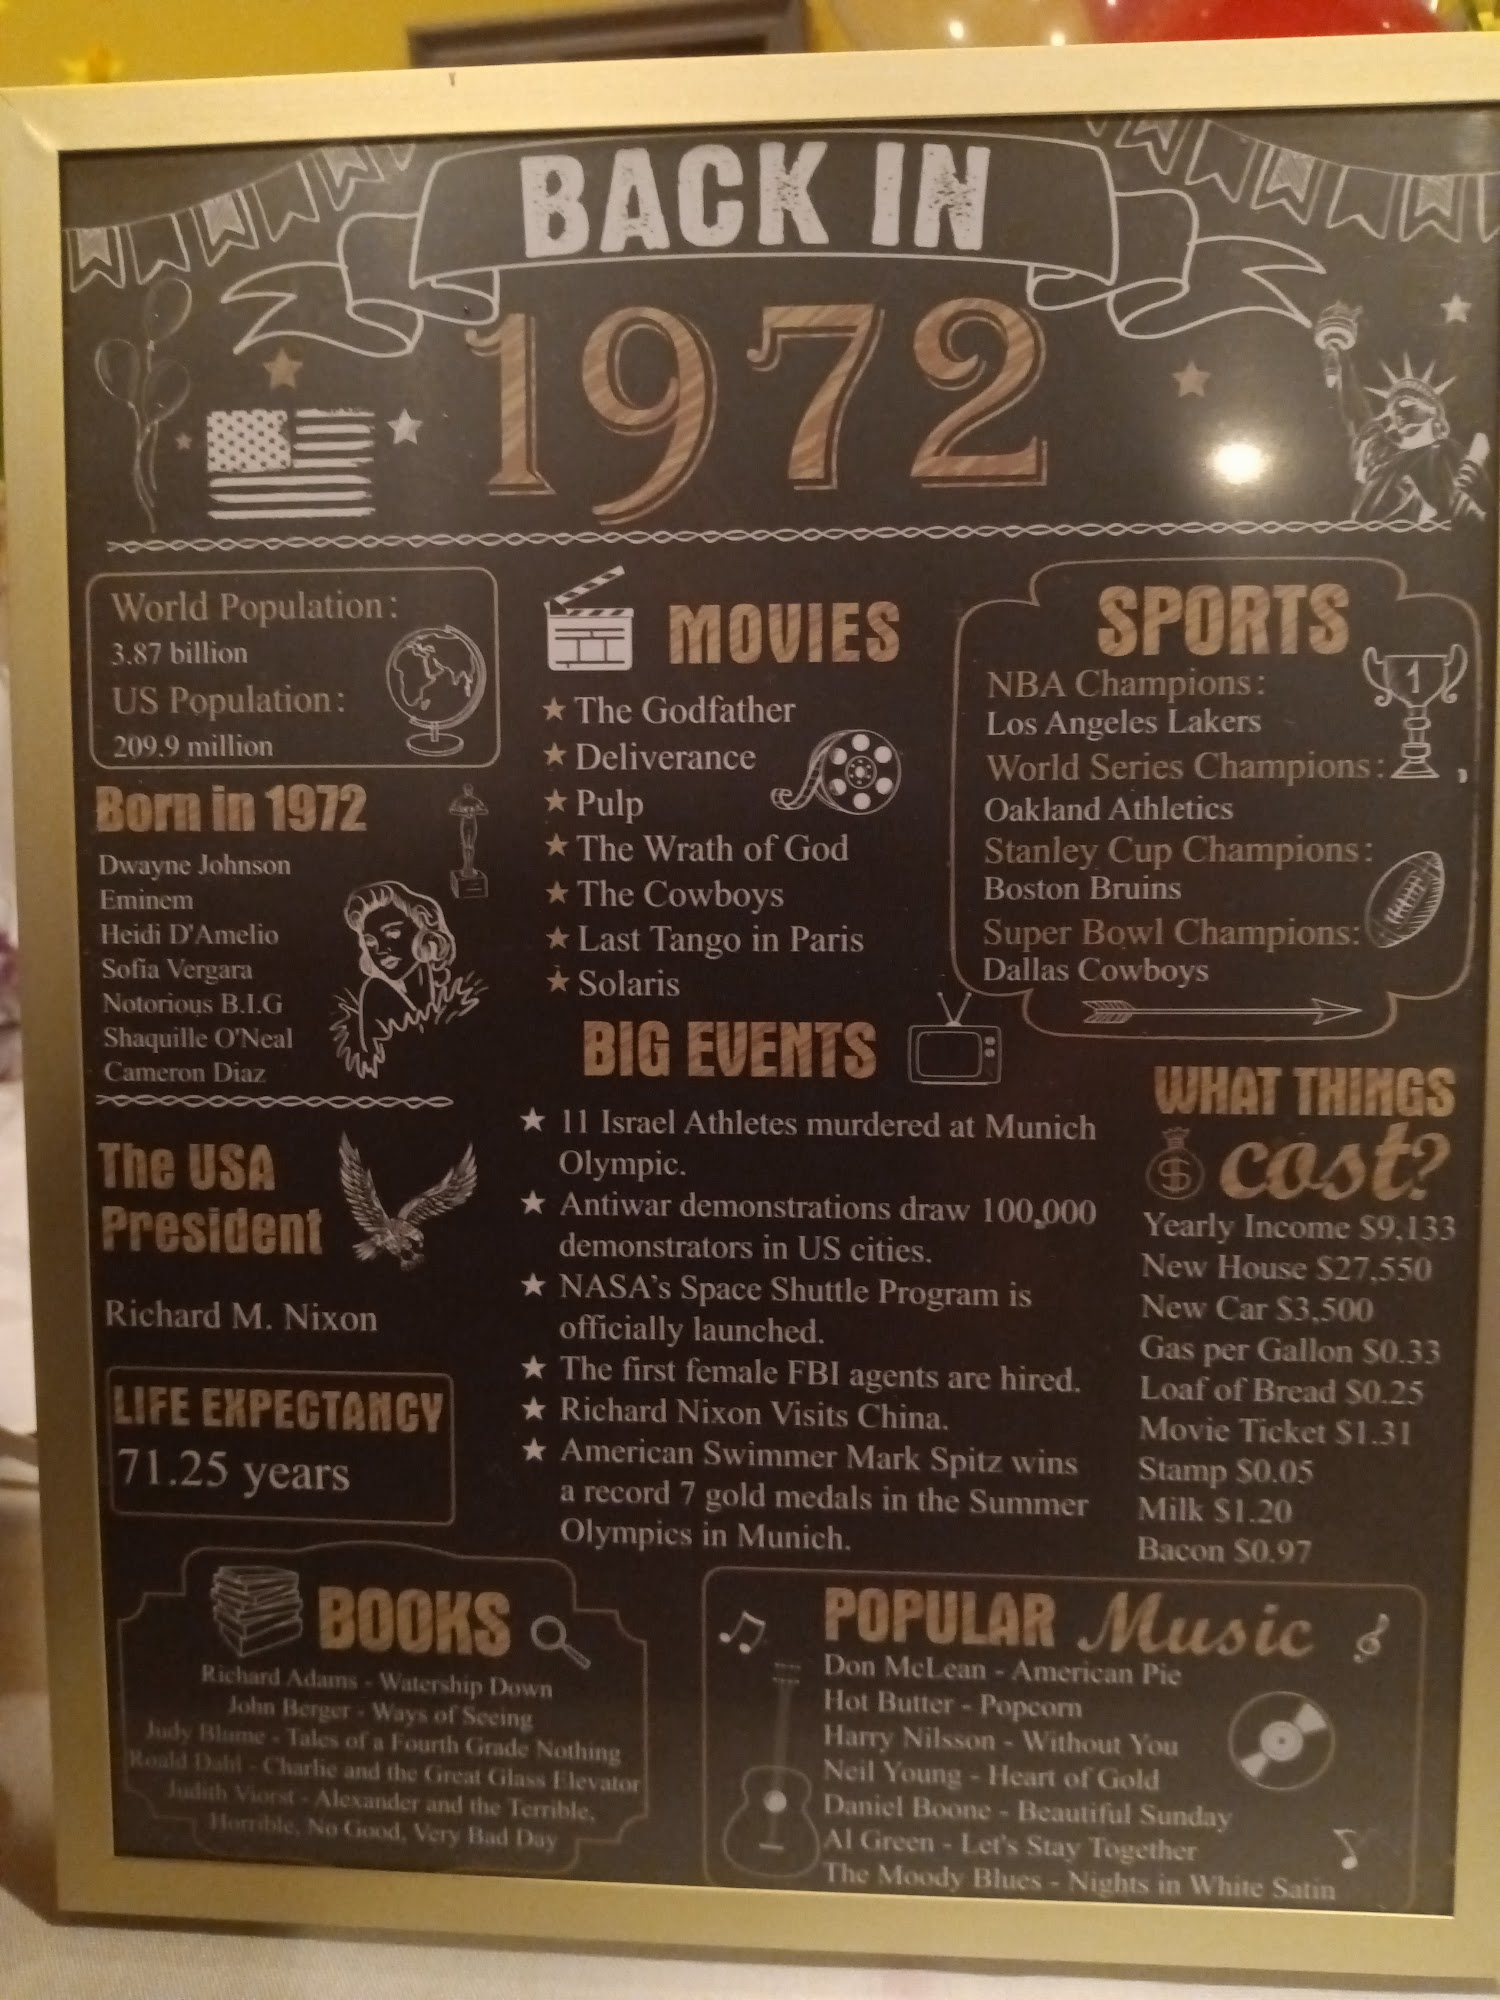 BACK IN
1972
World Population:
3.87 billion
US Population:
209.9 million
Born in 1972
Dwayne Johnson
Eminem
Heidi D'Amelio
Sofia Vergara
Notorious B.I.G
Shaquille O'Neal
Cameron Diaz
The USA
President
Richard M. Nixon
LIFE EXPECTANCY
71.25 years
MOVIES
The Godfather
Deliverance
Pulp
The Wrath of God
The Cowboys
Last Tango in Paris
Solaris
SPORTS
1
NBA Champions:
Los Angeles Lakers
World Series Champions:
Oakland Athletics
Stanley Cup Champions:
Boston Bruins
Super Bowl Champions:
Dallas Cowboys
BIG EVENTS
11 Israel Athletes murdered at Munich
Olympic.
Antiwar demonstrations draw 100,000
demonstrators in US cities.
NASA's Space Shuttle Program is
officially launched.
The first female FBI agents are hired.
Richard Nixon Visits China.
American Swimmer Mark Spitz wins
a record 7 gold medals in the Summer
Olympics in Munich.
WHAT THINGS
$ cost?
Yearly Income $9,133
New House $27,550
New Car $3,500
Gas per Gallon $0.33
Loaf of Bread $0.25
Movie Ticket $1.31
Stamp $0.05
Milk $1.20
Bacon $0.97
BOOKS
Richard Adams - Watership Down
John Berger - Ways of Seeing
Judy Blume - Tales of a Fourth Grade Nothing
Roald Dahl - Charlie and the Great Glass Elevator
Judith Viorst - Alexander and the Terrible,
Horrible, No Good, Very Bad Day
POPULAR Music
Don McLean - American Pie
Hot Butter - Popcorn
Harry Nilsson - Without You
Neil Young - Heart of Gold
Daniel Boone - Beautiful Sunday
Al Green - Let's Stay Together
The Moody Blues - Nights in White Satin